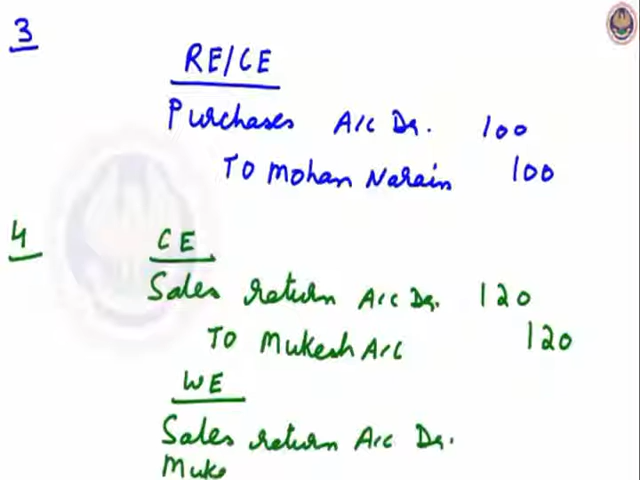 3
RE/CE
Purchases A/c Dr. 100
To Mohan Narain 100
4
CE
Sales return A/c Dr. 120
To Mukesh A/c 120
WE
Sales return A/c Dr.
Muke